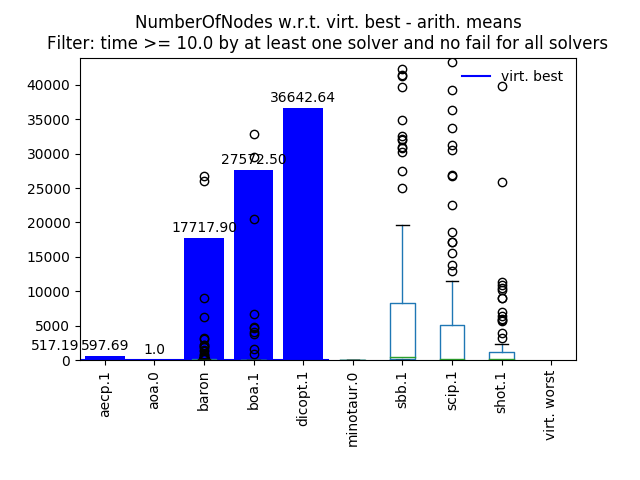 NumberOfNodes w.r.t. virt. best - arith. means
Filter: time >= 10.0 by at least one solver and no fail for all solvers
virt. best
40000
35000
30000
25000
20000
15000
10000
5000
0
517.19
597.69
1.0
17717.90
27572.50
36642.64
aecp.1
aoa.0
baron
boa.1
dicopt.1
minotaur.0
sbb.1
scip.1
shot.1
virt. worst